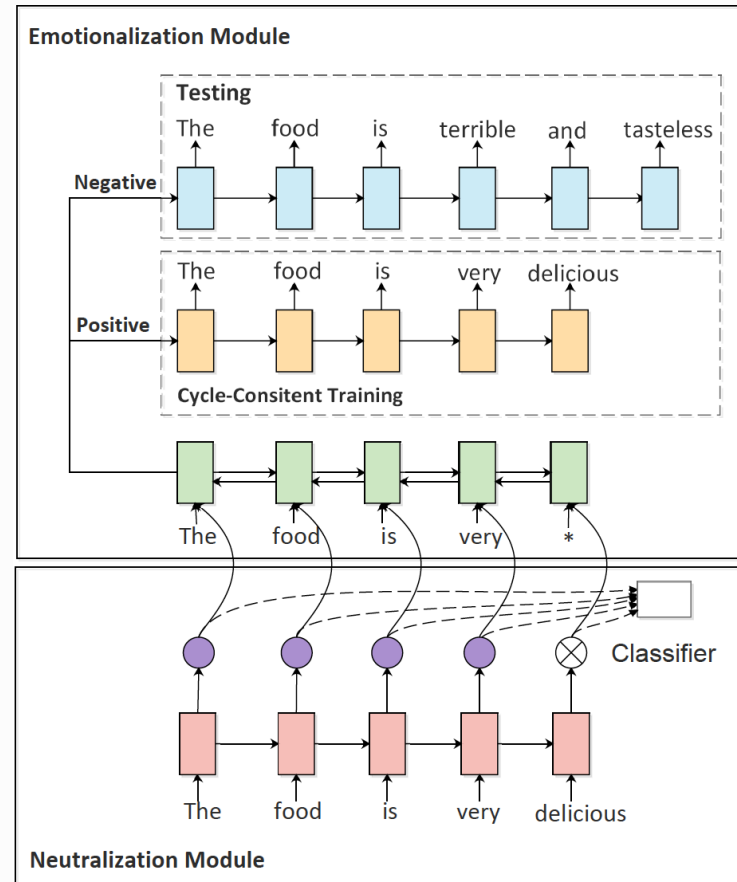 Emotionalization Module
Testing
The food is terrible and tasteless
Negative
The food is very delicious
Positive
Cycle-Consitent Training
The food is very *
Classifier
The food is very delicious
Neutralization Module